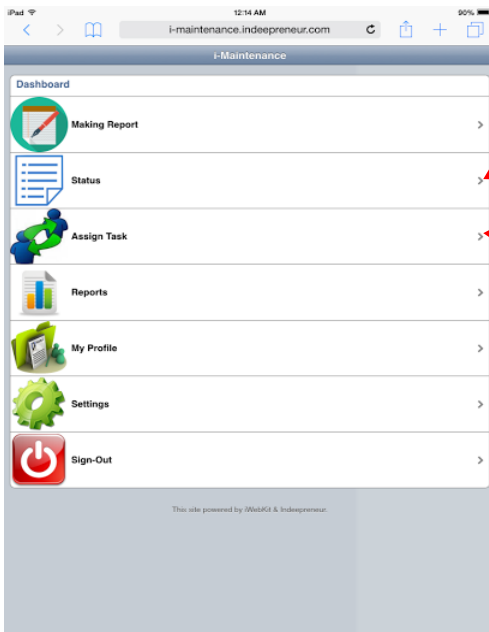 iPad 12:14 AM 90%
i-maintenance.indeepreneur.com
i-Maintenance
Dashboard
Making Report
Status
Assign Task
Reports
My Profile
Settings
Sign-Out
This site powered by iWebKit & Indeepreneur.